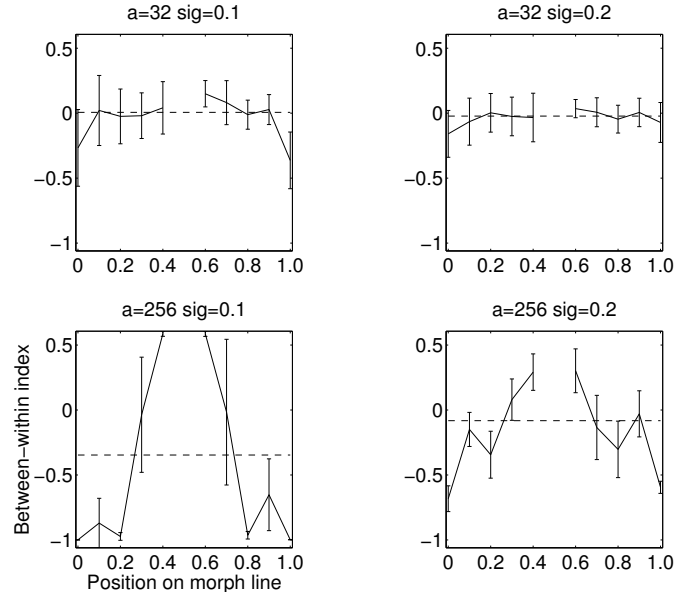 a=32 sig=0.1
0.5
0
−0.5
−1
0 0.2 0.4 0.6 0.8 1.0
a=32 sig=0.2
0.5
0
−0.5
−1
0 0.2 0.4 0.6 0.8 1.0
a=256 sig=0.1
Between−within index
0.5
0
−0.5
−1
0 0.2 0.4 0.6 0.8 1.0
Position on morph line
a=256 sig=0.2
0.5
0
−0.5
−1
0 0.2 0.4 0.6 0.8 1.0